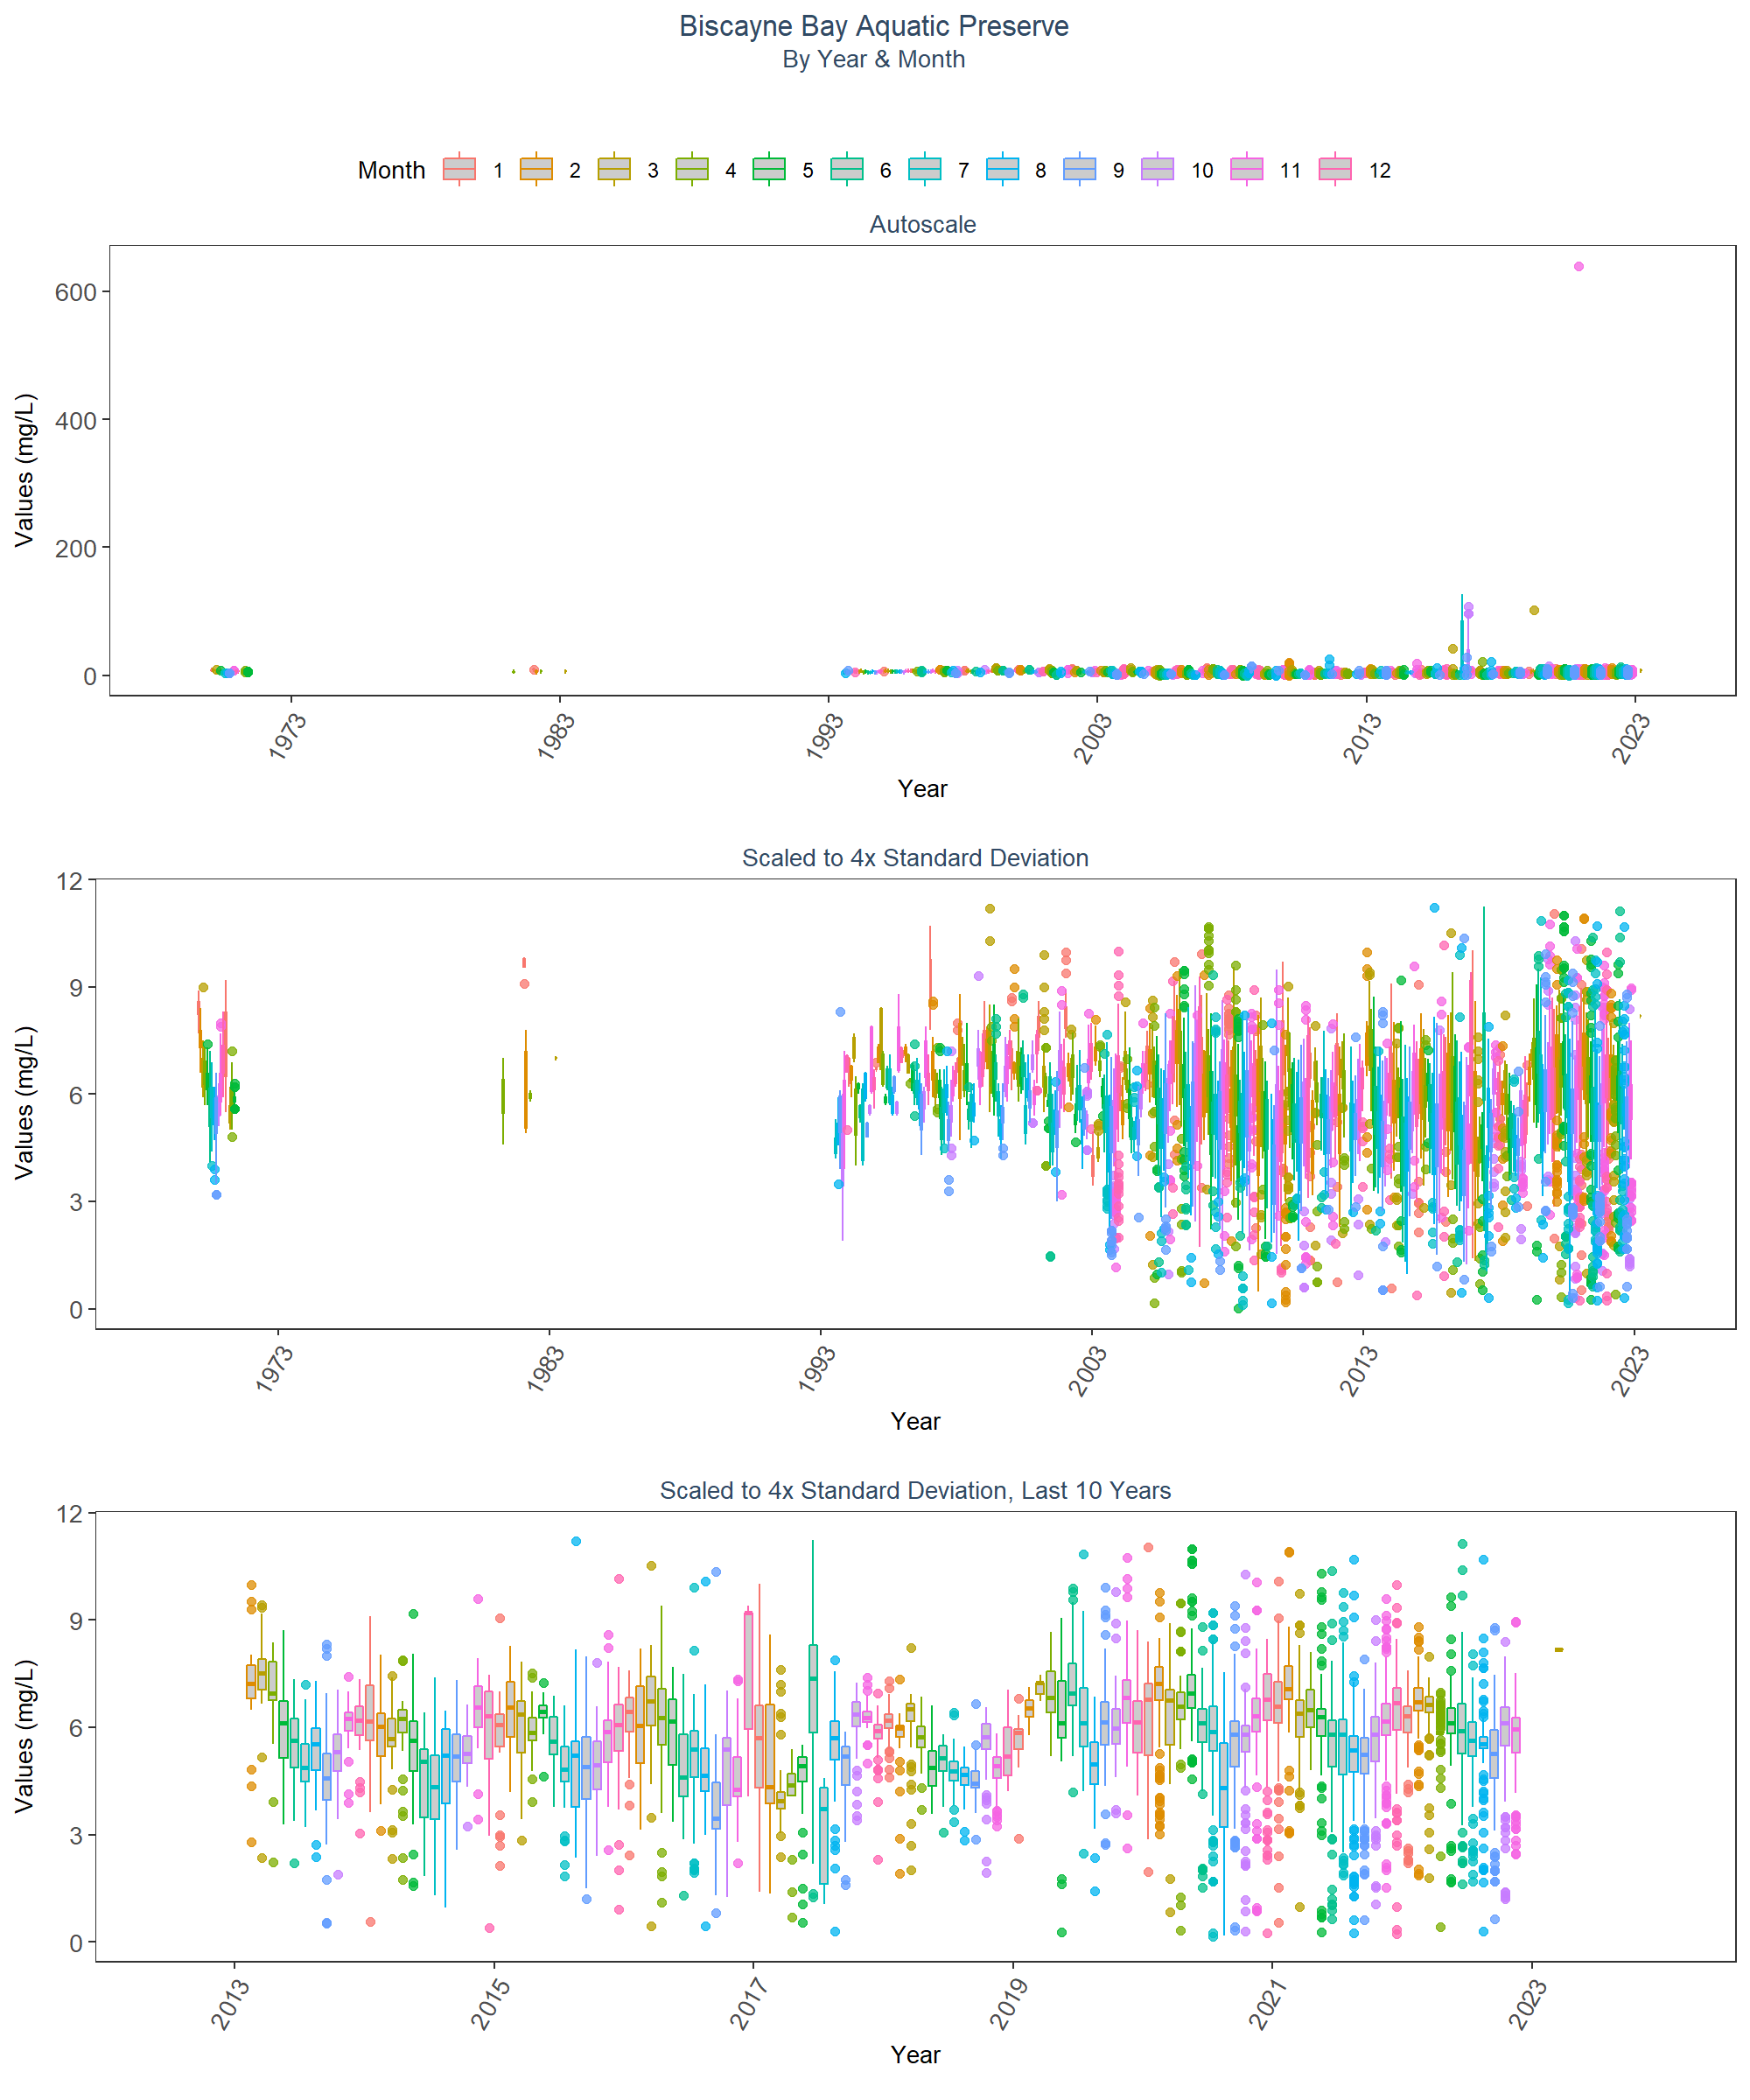 Biscayne Bay Aquatic Preserve
By Year & Month
Month 1 2 3 4 5 6 7 8 9 10 11 12
Autoscale
Values (mg/L)
600
400
200
0
1973 1983 1993 2003 2013 2023
Year
Scaled to 4x Standard Deviation
Values (mg/L)
12
9
6
3
0
1973 1983 1993 2003 2013 2023
Year
Scaled to 4x Standard Deviation, Last 10 Years
Values (mg/L)
12
9
6
3
0
2013 2015 2017 2019 2021 2023
Year